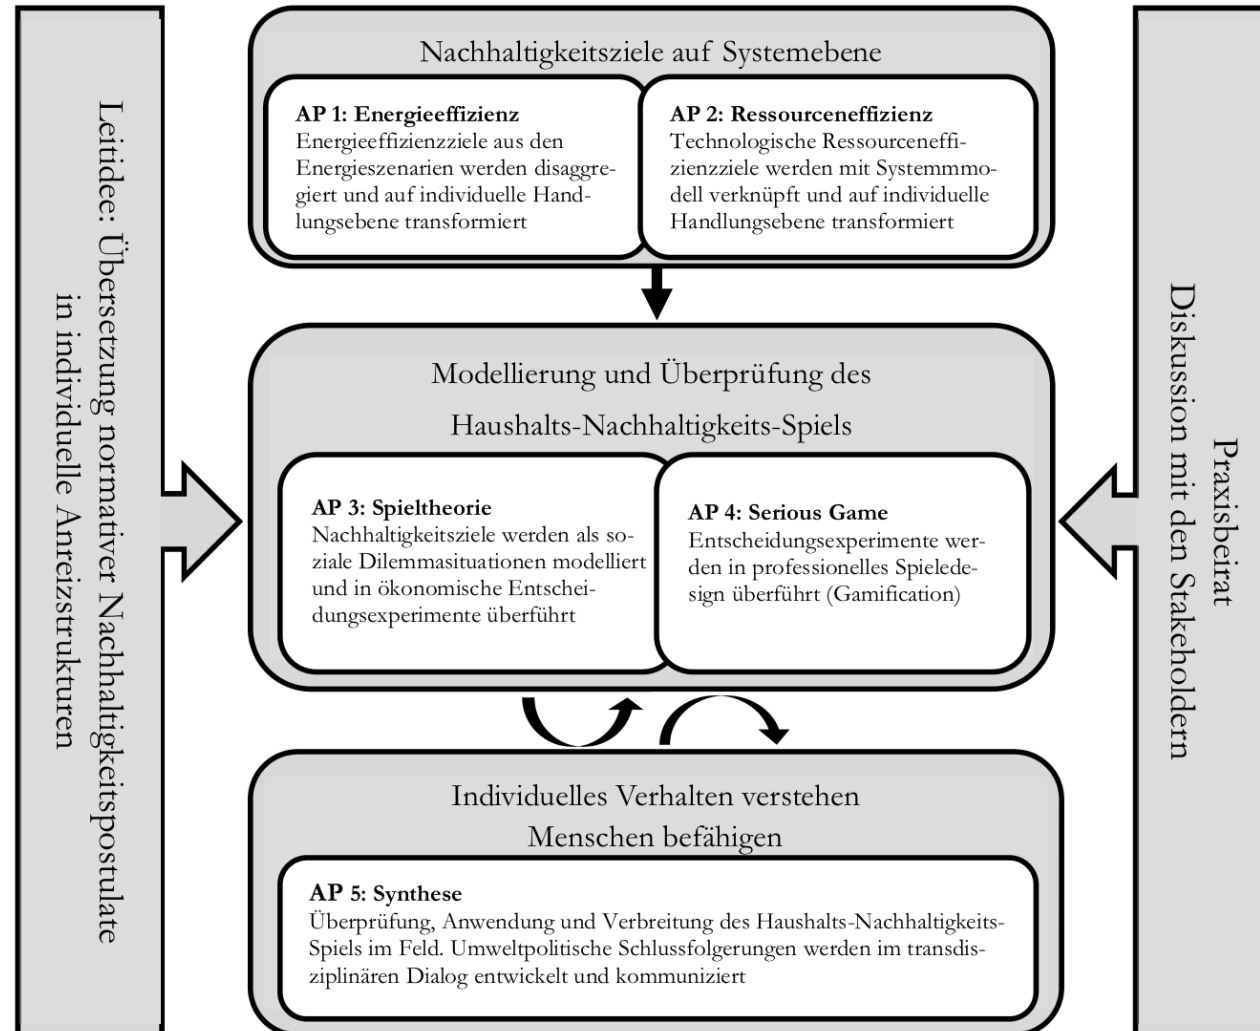 Leitidee: Übersetzung normativer Nachhaltigkeitspostulate
in individuelle Anreizstrukturen
Nachhaltigkeitsziele auf Systemebene
AP 1: Energieeffizienz
Energieeffizienzziele aus den
Energieszenarien werden disaggre-
giert und auf individuelle Hand-
lungsebene transformiert
AP 2: Ressourceneffizienz
Technologische Ressourceneffi-
zienzziele werden mit Systemmmo-
dell verknüpft und auf individuelle
Handlungsebene transformiert
Modellierung und Überprüfung des
Haushalts-Nachhaltigkeits-Spiels
AP 3: Spieltheorie
Nachhaltigkeitsziele werden als so-
ziale Dilemmasituationen modelliert
und in ökonomische Entschei-
dungsexperimente überführt
AP 4: Serious Game
Entscheidungsexperimente wer-
den in professionelles Spielede-
sign überführt (Gamification)
Individuelles Verhalten verstehen
Menschen befähigen
AP 5: Synthese
Überprüfung, Anwendung und Verbreitung des Haushalts-Nachhaltigkeits-
Spiels im Feld. Umweltpolitische Schlussfolgerungen werden im transdis-
ziplinären Dialog entwickelt und kommuniziert
Praxisbeirat
Diskussion mit den Stakeholdern